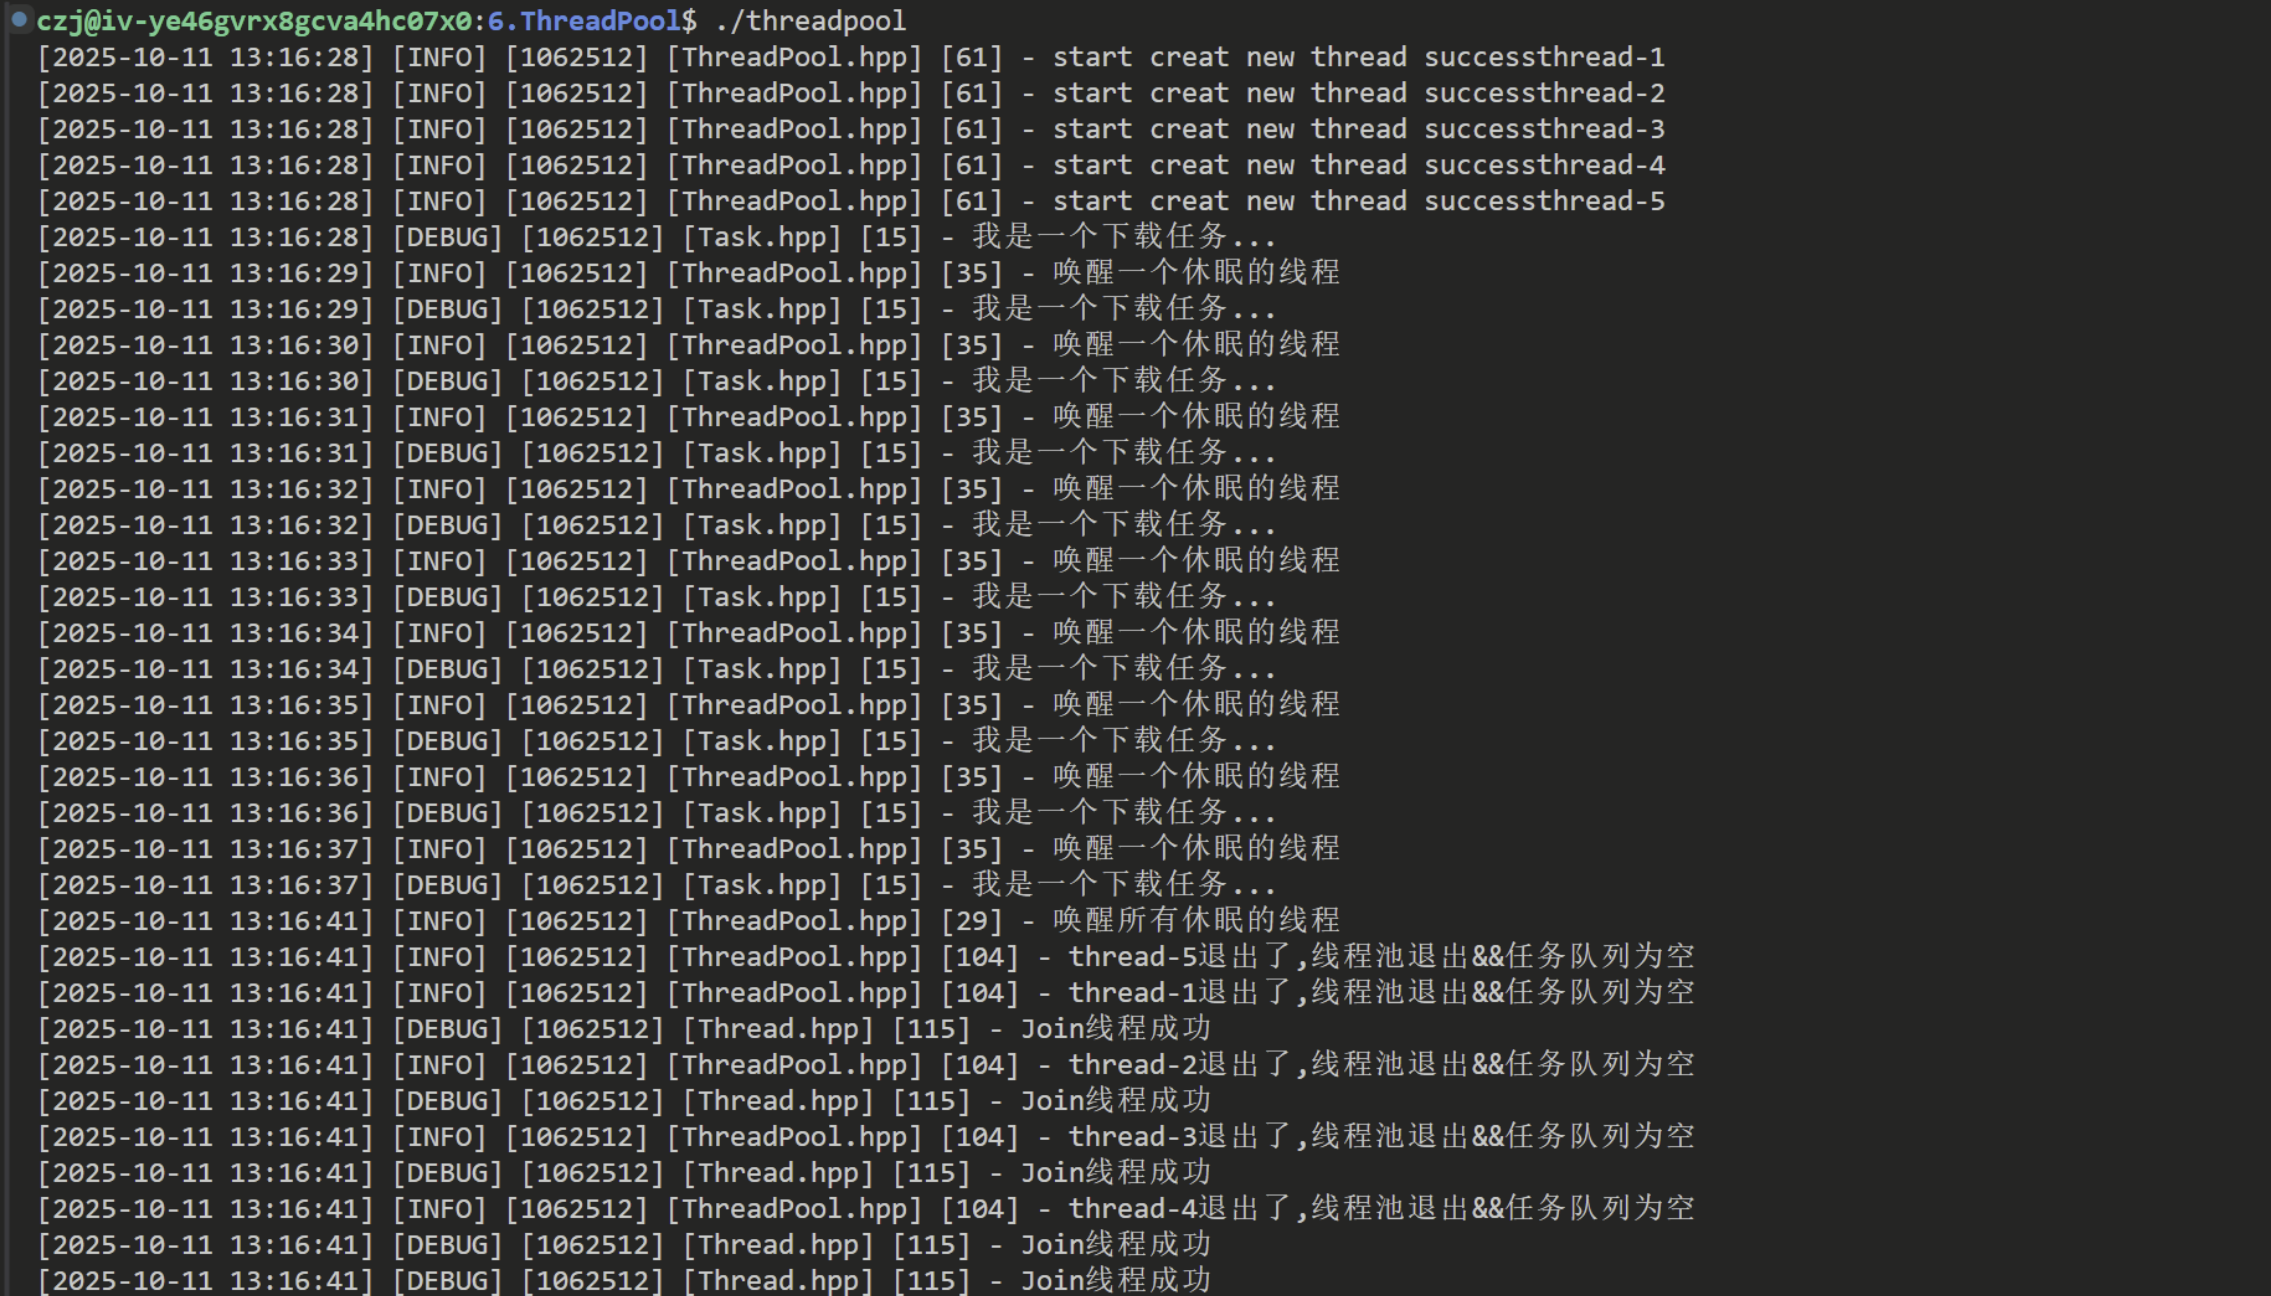 czj@iv-ye46gvrx8gcva4hc07x0:6.ThreadPool$ ./threadpool
[2025-10-11 13:16:28] [INFO] [1062512] [ThreadPool.hpp] [61] - start creat new thread successthread-1
[2025-10-11 13:16:28] [INFO] [1062512] [ThreadPool.hpp] [61] - start creat new thread successthread-2
[2025-10-11 13:16:28] [INFO] [1062512] [ThreadPool.hpp] [61] - start creat new thread successthread-3
[2025-10-11 13:16:28] [INFO] [1062512] [ThreadPool.hpp] [61] - start creat new thread successthread-4
[2025-10-11 13:16:28] [INFO] [1062512] [ThreadPool.hpp] [61] - start creat new thread successthread-5
[2025-10-11 13:16:28] [DEBUG] [1062512] [Task.hpp] [15] - 我是一个下载任务...
[2025-10-11 13:16:29] [INFO] [1062512] [ThreadPool.hpp] [35] - 唤醒一个休眠的线程
[2025-10-11 13:16:29] [DEBUG] [1062512] [Task.hpp] [15] - 我是一个下载任务...
[2025-10-11 13:16:30] [INFO] [1062512] [ThreadPool.hpp] [35] - 唤醒一个休眠的线程
[2025-10-11 13:16:30] [DEBUG] [1062512] [Task.hpp] [15] - 我是一个下载任务...
[2025-10-11 13:16:31] [INFO] [1062512] [ThreadPool.hpp] [35] - 唤醒一个休眠的线程
[2025-10-11 13:16:31] [DEBUG] [1062512] [Task.hpp] [15] - 我是一个下载任务...
[2025-10-11 13:16:32] [INFO] [1062512] [ThreadPool.hpp] [35] - 唤醒一个休眠的线程
[2025-10-11 13:16:32] [DEBUG] [1062512] [Task.hpp] [15] - 我是一个下载任务...
[2025-10-11 13:16:33] [INFO] [1062512] [ThreadPool.hpp] [35] - 唤醒一个休眠的线程
[2025-10-11 13:16:33] [DEBUG] [1062512] [Task.hpp] [15] - 我是一个下载任务...
[2025-10-11 13:16:34] [INFO] [1062512] [ThreadPool.hpp] [35] - 唤醒一个休眠的线程
[2025-10-11 13:16:34] [DEBUG] [1062512] [Task.hpp] [15] - 我是一个下载任务...
[2025-10-11 13:16:35] [INFO] [1062512] [ThreadPool.hpp] [35] - 唤醒一个休眠的线程
[2025-10-11 13:16:35] [DEBUG] [1062512] [Task.hpp] [15] - 我是一个下载任务...
[2025-10-11 13:16:36] [INFO] [1062512] [ThreadPool.hpp] [35] - 唤醒一个休眠的线程
[2025-10-11 13:16:36] [DEBUG] [1062512] [Task.hpp] [15] - 我是一个下载任务...
[2025-10-11 13:16:37] [INFO] [1062512] [ThreadPool.hpp] [35] - 唤醒一个休眠的线程
[2025-10-11 13:16:37] [DEBUG] [1062512] [Task.hpp] [15] - 我是一个下载任务...
[2025-10-11 13:16:41] [INFO] [1062512] [ThreadPool.hpp] [29] - 唤醒所有休眠的线程
[2025-10-11 13:16:41] [INFO] [1062512] [ThreadPool.hpp] [104] - thread-5退出了,线程池退出&&任务队列为空
[2025-10-11 13:16:41] [INFO] [1062512] [ThreadPool.hpp] [104] - thread-1退出了,线程池退出&&任务队列为空
[2025-10-11 13:16:41] [DEBUG] [1062512] [Thread.hpp] [115] - Join线程成功
[2025-10-11 13:16:41] [INFO] [1062512] [ThreadPool.hpp] [104] - thread-2退出了,线程池退出&&任务队列为空
[2025-10-11 13:16:41] [DEBUG] [1062512] [Thread.hpp] [115] - Join线程成功
[2025-10-11 13:16:41] [INFO] [1062512] [ThreadPool.hpp] [104] - thread-3退出了,线程池退出&&任务队列为空
[2025-10-11 13:16:41] [DEBUG] [1062512] [Thread.hpp] [115] - Join线程成功
[2025-10-11 13:16:41] [INFO] [1062512] [ThreadPool.hpp] [104] - thread-4退出了,线程池退出&&任务队列为空
[2025-10-11 13:16:41] [DEBUG] [1062512] [Thread.hpp] [115] - Join线程成功
[2025-10-11 13:16:41] [DEBUG] [1062512] [Thread.hpp] [115] - Join线程成功